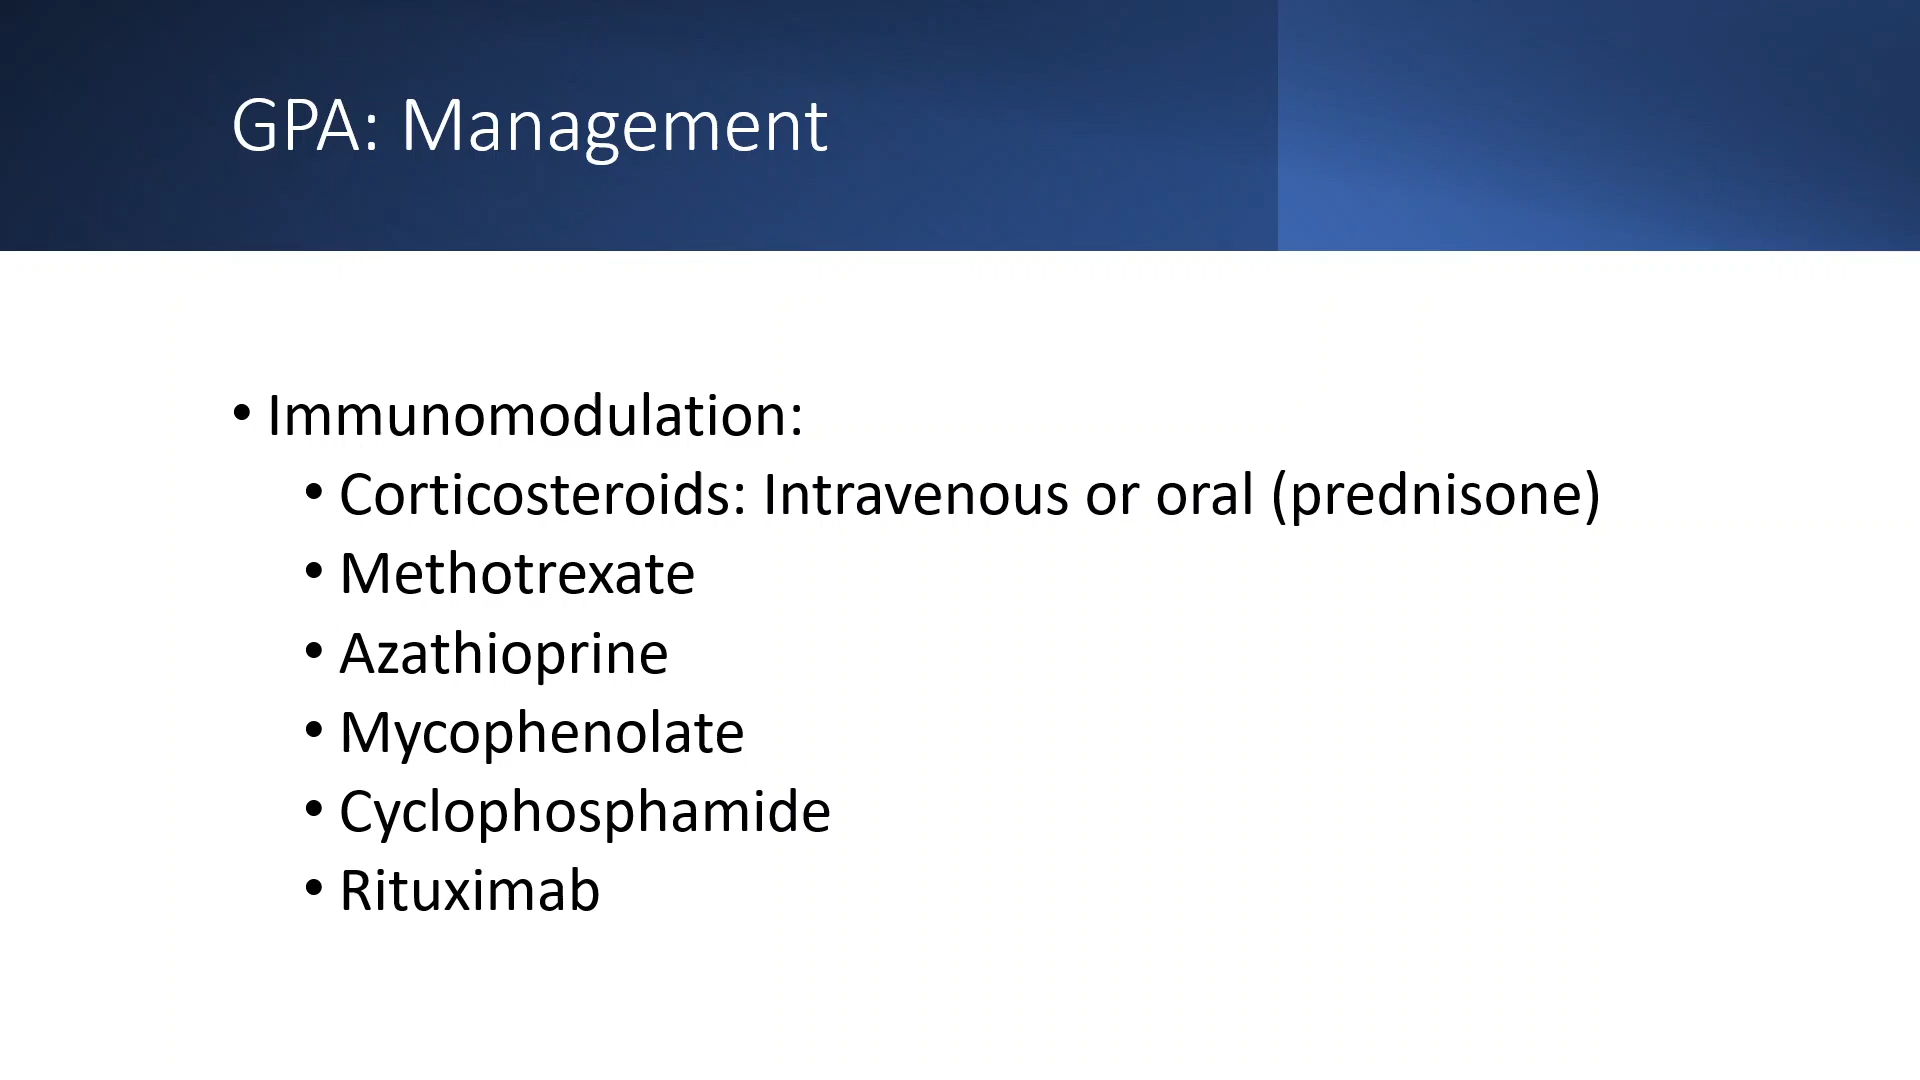 GPA: Management
• Immunomodulation:
• Corticosteroids: Intravenous or oral (prednisone)
• Methotrexate
• Azathioprine
• Mycophenolate
• Cyclophosphamide
• Rituximab